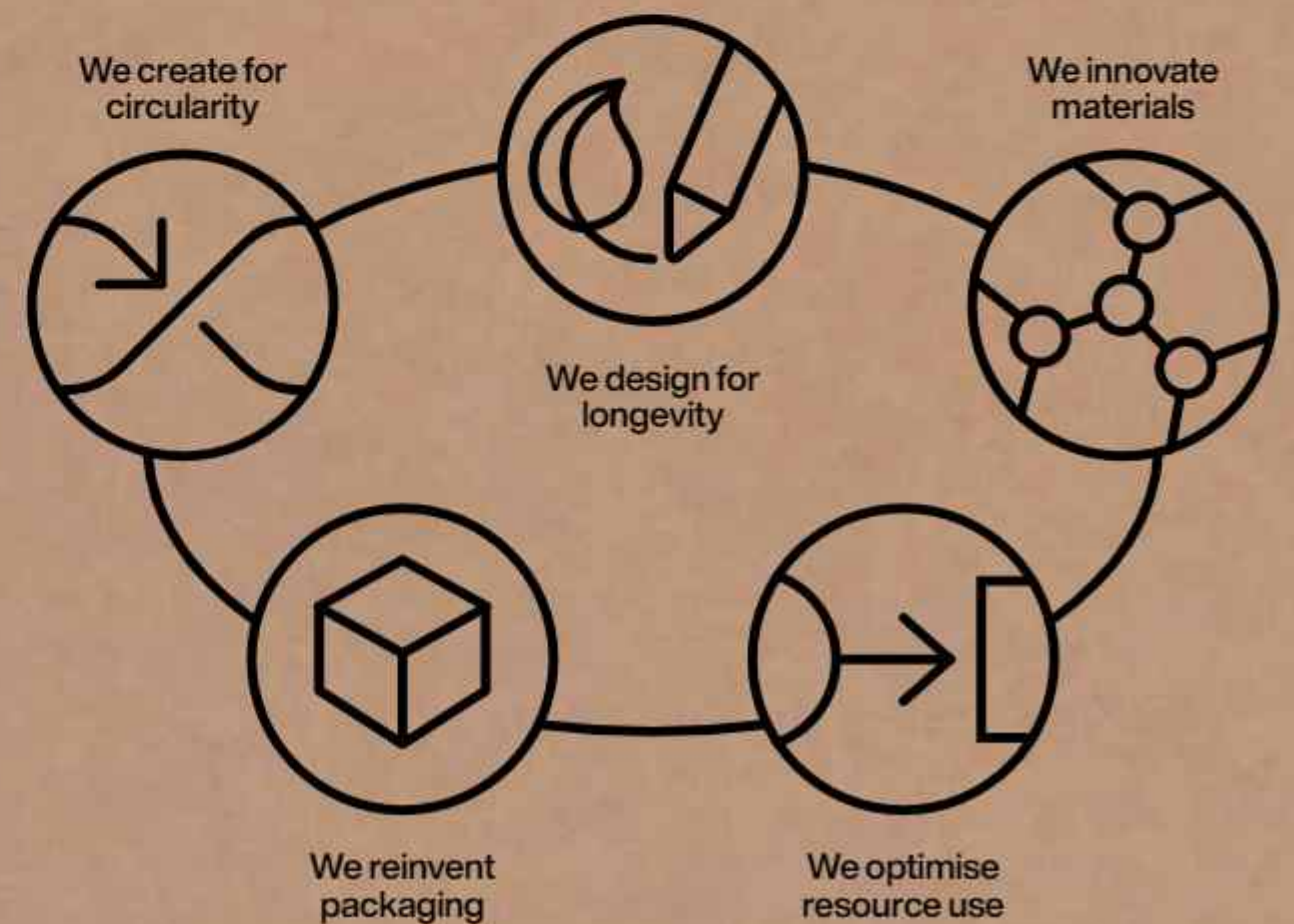 We create for
circularity
We innovate
materials
We design for
longevity
We reinvent
packaging
We optimise
resource use